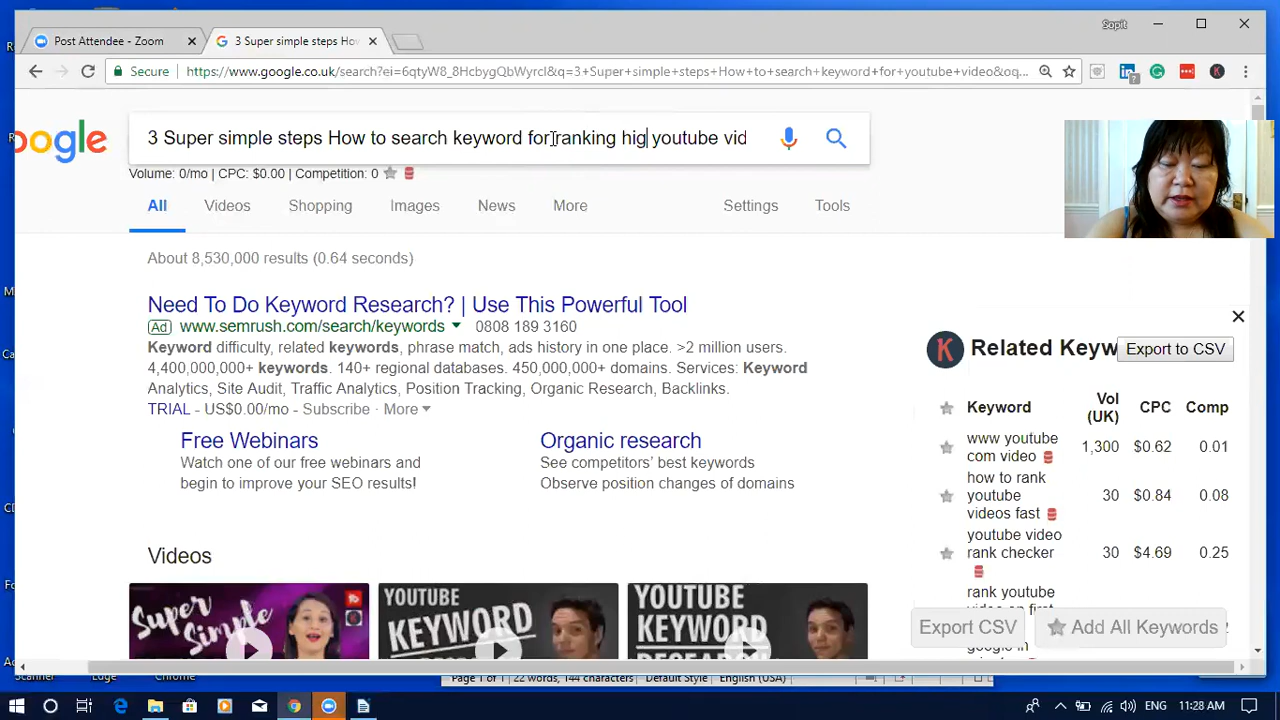 Sopit
Post Attendee - Zoom
3 Super simple steps Ho
Secure
https://www.google.co.uk/search?ei=6qtyW8_8HcbygQbWyrcI&q=3+Super+simple+steps+How+to+search+keyword+for+youtube+video&oq...
oogle
3 Super simple steps How to search keyword for ranking hig youtube vid
Volume: 0/mo | CPC: $0.00 | Competition: 0
All Videos Shopping Images News More Settings Tools
About 8,530,000 results (0.64 seconds)
Need To Do Keyword Research? | Use This Powerful Tool
Ad www.semrush.com/search/keywords 0808 189 3160
Keyword difficulty, related keywords, phrase match, ads history in one place. >2 million users.
4,400,000,000+ keywords. 140+ regional databases. 450,000,000+ domains. Services: Keyword
Analytics, Site Audit, Traffic Analytics, Position Tracking, Organic Research, Backlinks.
TRIAL - US$0.00/mo - Subscribe · More
Free Webinars
Watch one of our free webinars and
begin to improve your SEO results!
Organic research
See competitors' best keywords
Observe position changes of domains
Videos
Super
Simple
YOUTUBE
KEYWORD
YOUTUBE
KEYWORD
K Related Keyw
Export to CSV
Keyword Vol (UK) CPC Comp
www youtube
com video 1,300 $0.62 0.01
how to rank
youtube
videos fast 30 $0.84 0.08
youtube video
rank checker 30 $4.69 0.25
rank youtube
Export CSV
Add All Keywords
Page 1 of 1 22 words, 144 characters Default Style English (USA)
Scanner Edge Folder
ENG 11:28 AM